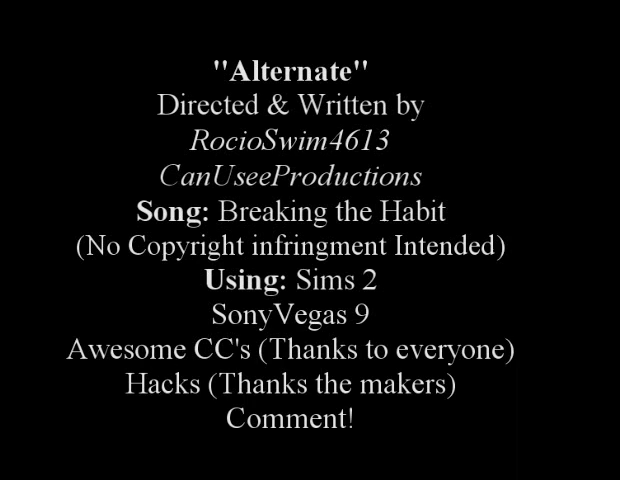 "Alternate"
Directed & Written by
RocioSwim4613
CanUseeProductions
Song: Breaking the Habit
(No Copyright infringment Intended)
Using: Sims 2
SonyVegas 9
Awesome CC's (Thanks to everyone)
Hacks (Thanks the makers)
Comment!